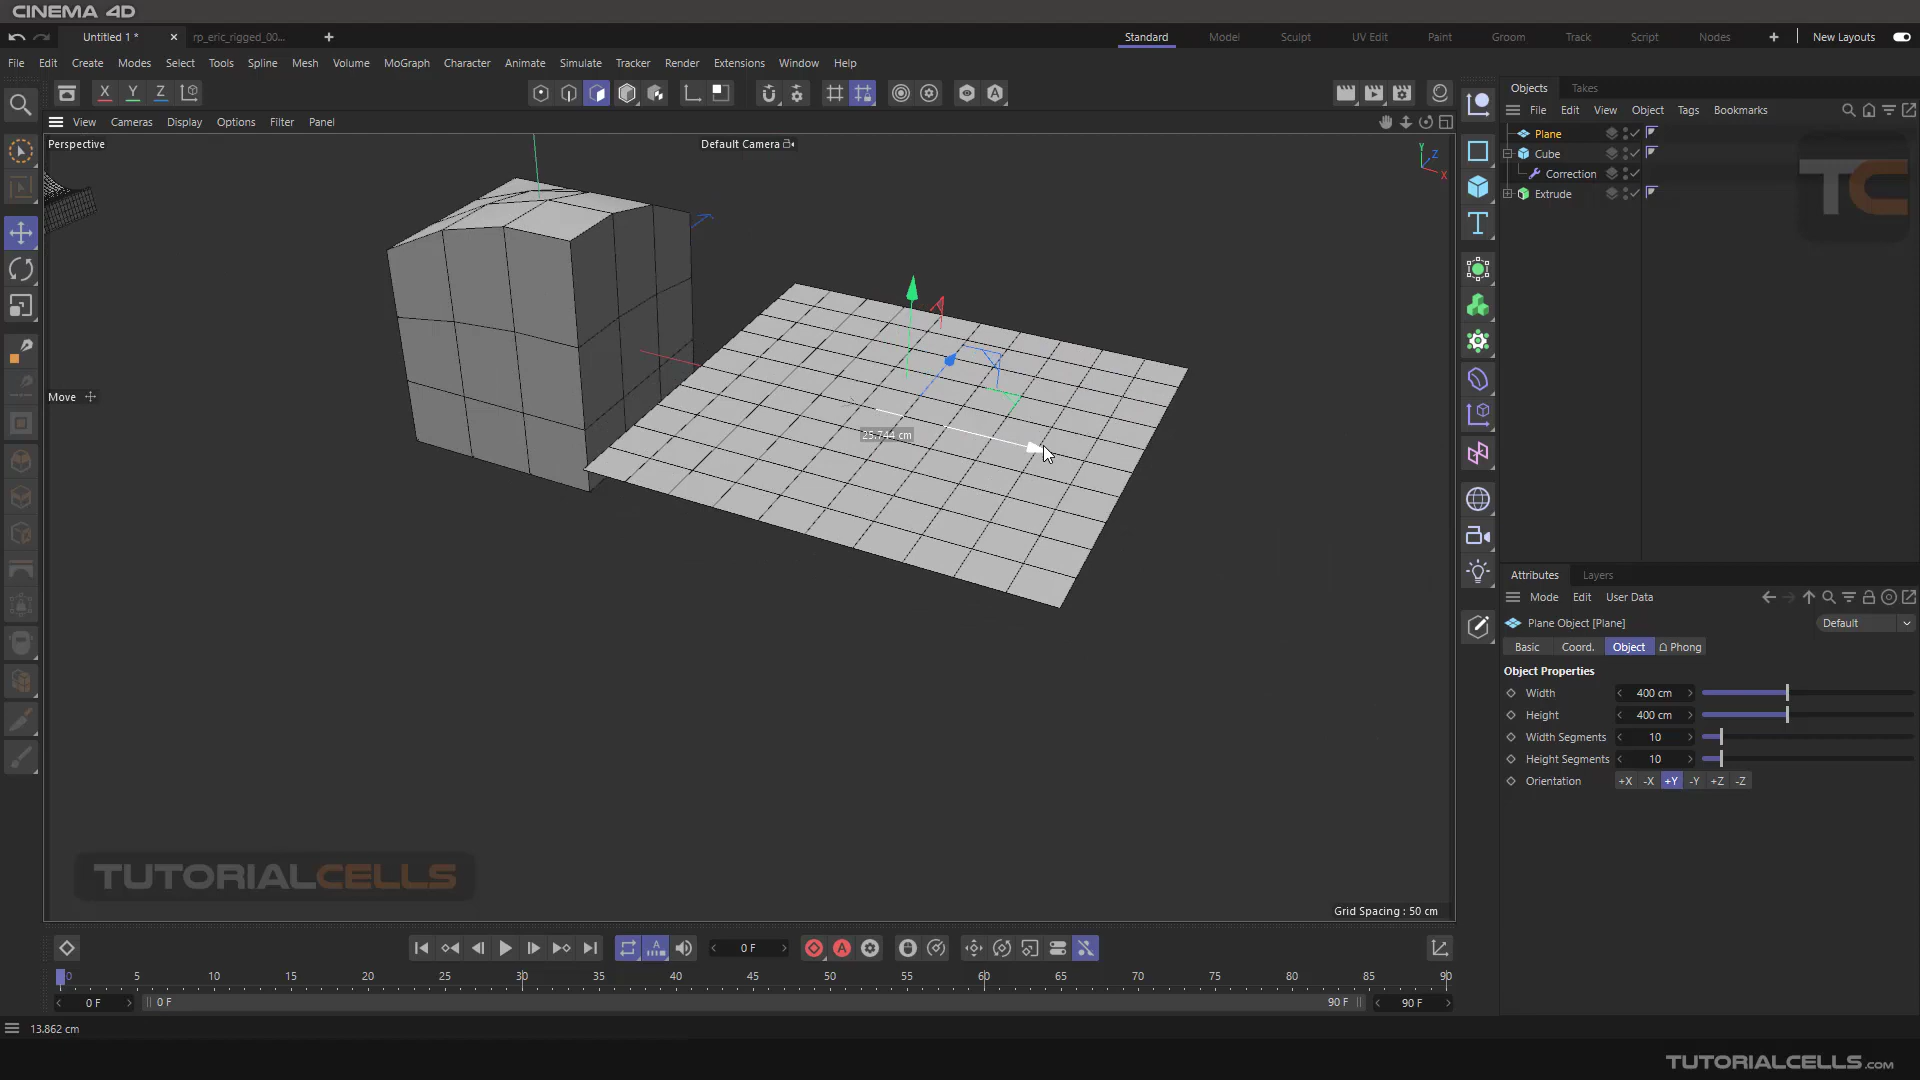 CINEMA 4D
Untitled 1 *
rp_eric_rigged_00...
Standard
Model
Sculpt
UV Edit
Paint
Groom
Track
Script
Nodes
New Layouts
File Edit Create Modes Select Tools Spline Mesh Volume MoGraph Character Animate Simulate Tracker Render Extensions Window Help
X Y Z
Objects Takes
View Cameras Display Options Filter Panel
File Edit View Object Tags Bookmarks
Perspective
Default Camera
Y
Z
X
Plane
Cube
Correction
Extrude
TC
Move
25.744 cm
Attributes Layers
Mode Edit User Data
Plane Object [Plane]
Default
Basic Coord. Object Phong
Object Properties
Width 400 cm
Height 400 cm
Width Segments 10
Height Segments 10
Orientation +X -X +Y -Y +Z -Z
TUTORIALCELLS
Grid Spacing : 50 cm
0 F
0 5 10 15 20 25 30 35 40 45 50 55 60 65 70 75 80 85 90
0 F
0 F
90 F
90 F
13.862 cm
TUTORIALCELLS.com